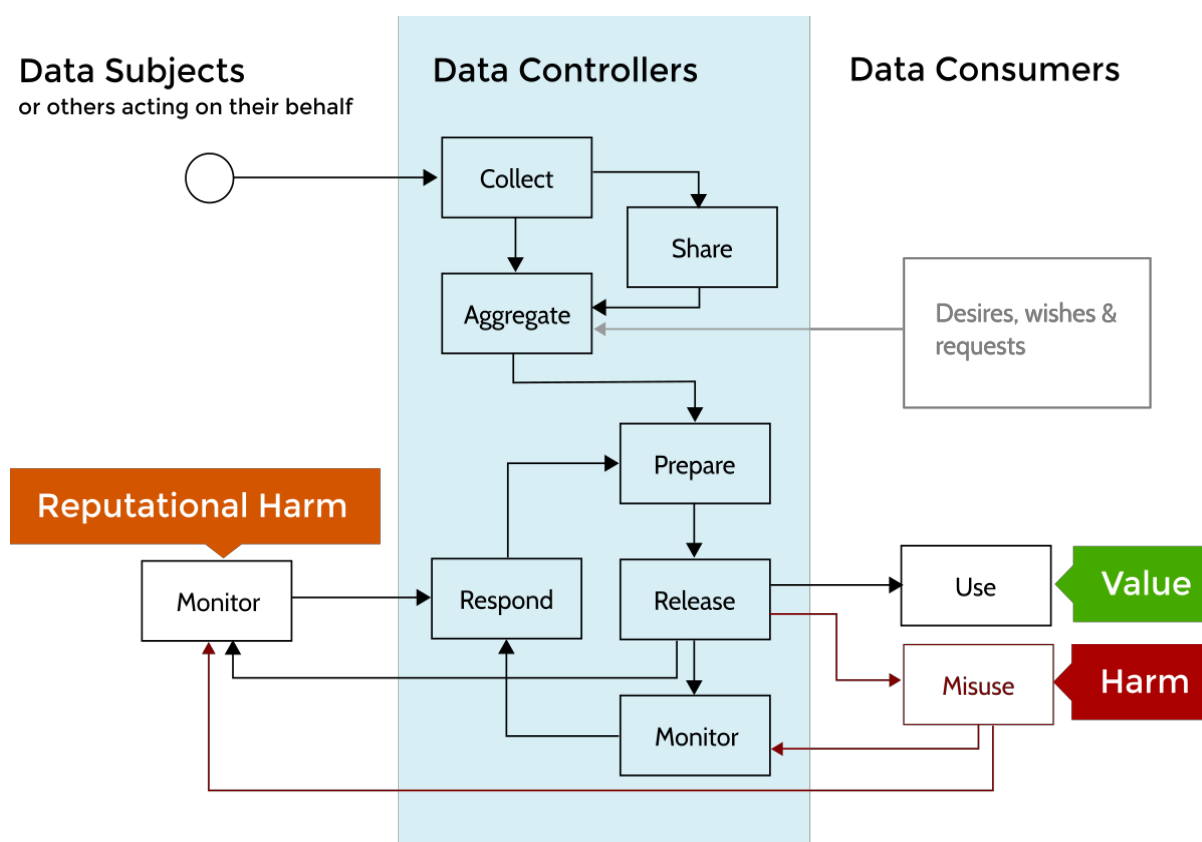 Data Subjects
or others acting on their behalf
Data Controllers
Data Consumers
Collect
Share
Aggregate
Desires, wishes &
requests
Prepare
Reputational Harm
Monitor
Respond
Release
Use
Value
Misuse
Harm
Monitor